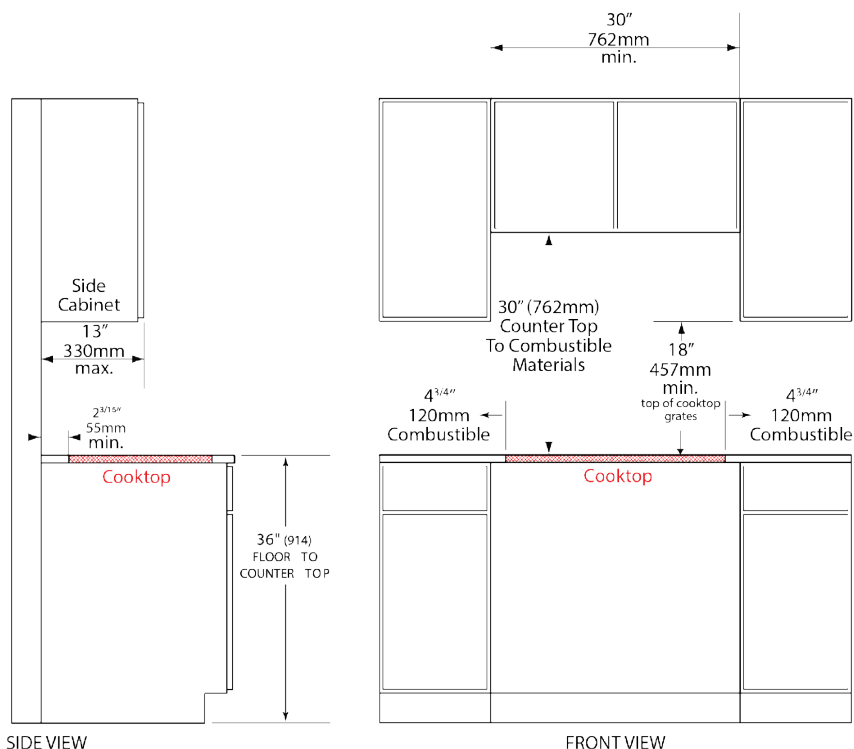 30″
762mm
min.
Side
Cabinet
13″
330mm
max.
2 3/16″
55mm
min.
Cooktop
36" (914)
FLOOR TO
COUNTER TOP
SIDE VIEW
30″ (762mm)
Counter Top
To Combustible
Materials
18″
457mm
min.
top of cooktop
grates
4 3/4″
120mm
Combustible
4 3/4″
120mm
Combustible
Cooktop
FRONT VIEW